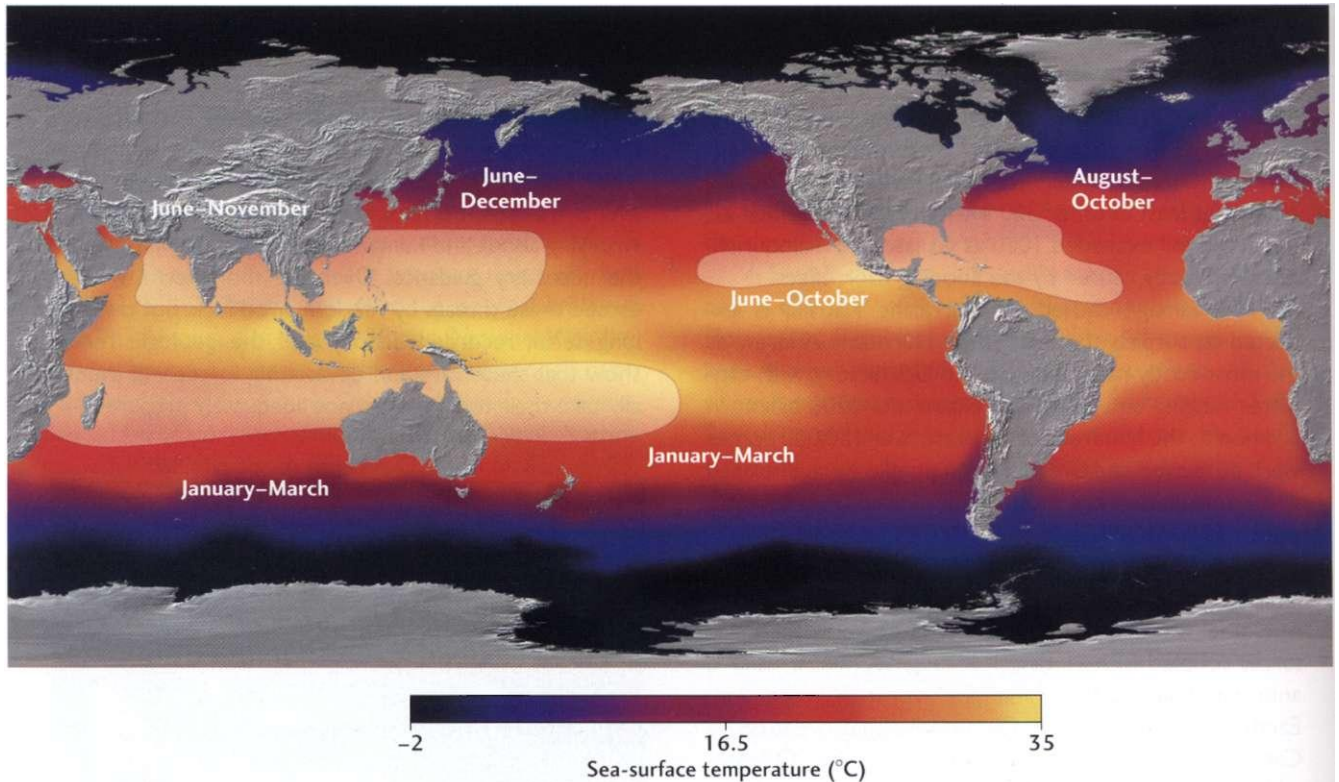 June–
December
August–
October
June–November
June–October
January–March
January–March
−2
16.5
35
Sea-surface temperature (°C)